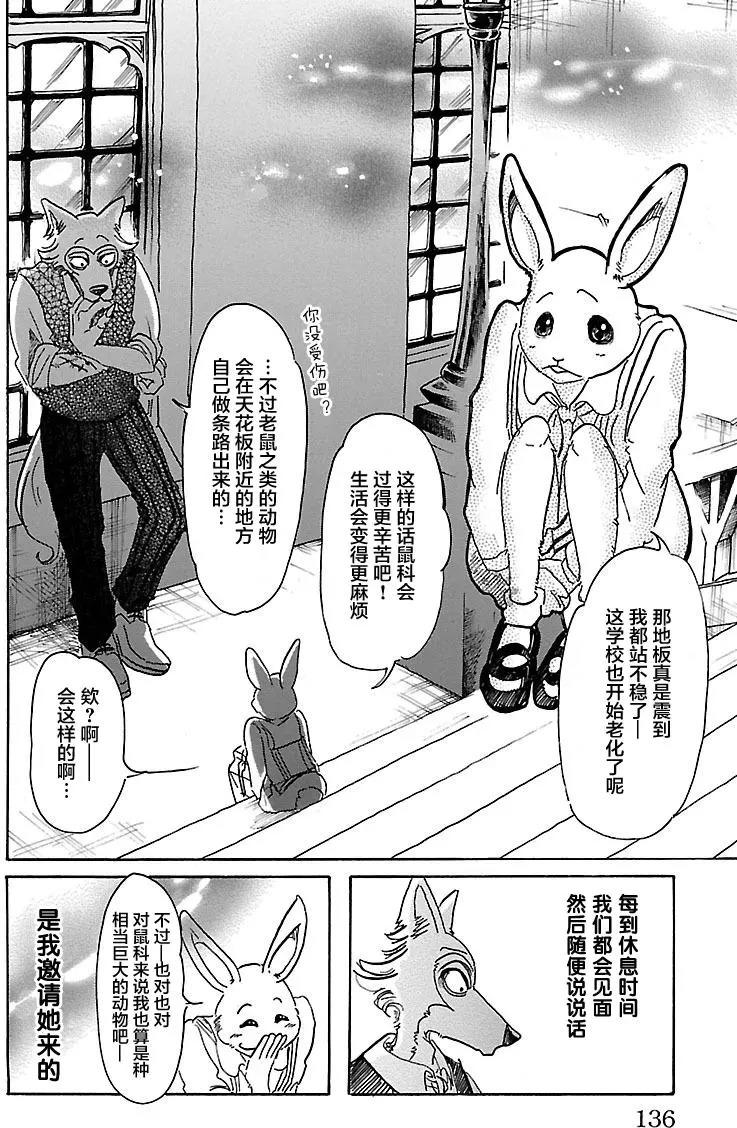 那地板真是震到
我都站不稳了—
这学校也开始老化了呢
这样的话鼠科会
过得更辛苦吧！
生活会变得更麻烦
你没受伤吧？
…不过老鼠之类的动物
会在天花板附近的地方
自己做条路出来的…
欸？啊——
会这样的啊…
每到休息时间
我们都会见面
然后随便说说话
不过—也对也对
对鼠科来说我也算是种
相当巨大的动物吧—
是我邀请她来的
136